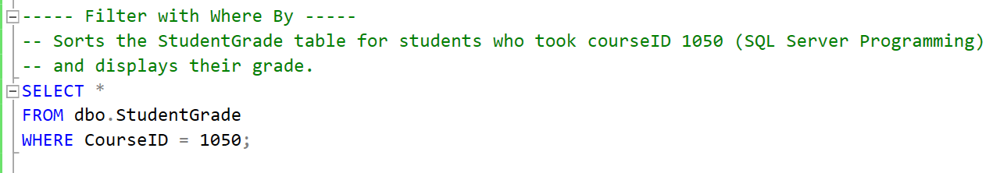 ----- Filter with Where By -----
-- Sorts the StudentGrade table for students who took courseID 1050 (SQL Server Programming)
-- and displays their grade.
SELECT *
FROM dbo.StudentGrade
WHERE CourseID = 1050;